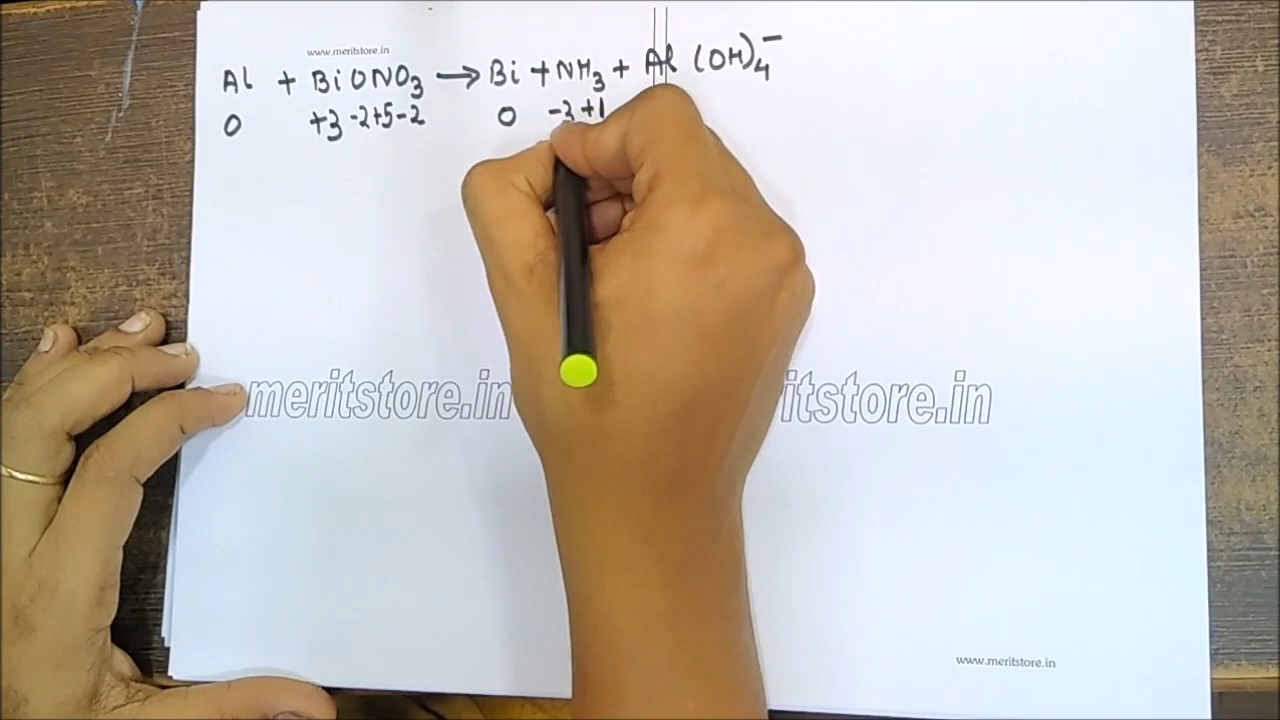 www.meritstore.in
Al + BiONO3 → Bi + NH3 + Al (OH)4−
0 +3 -2+5-2 0 -3 +1
meritstore.in
itstore.in
www.meritstore.in